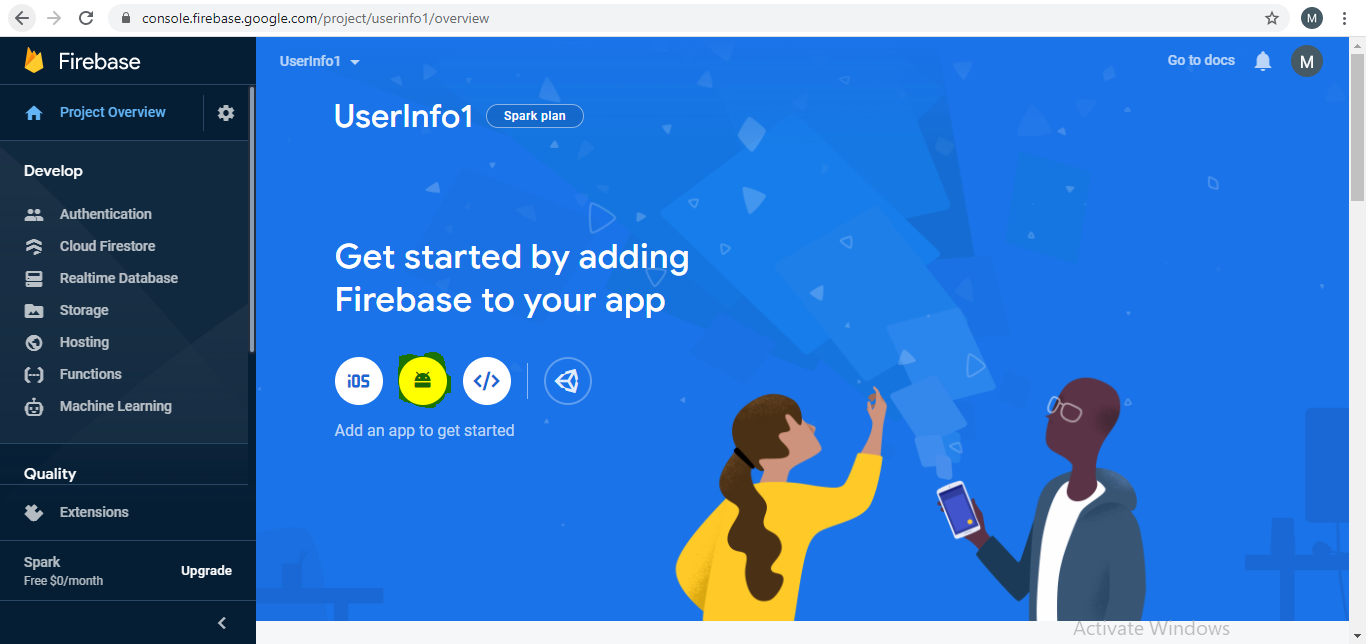 console.firebase.google.com/project/userinfo1/overview
M
Firebase
UserInfo1
Go to docs
M
Project Overview
UserInfo1
Spark plan
Develop
Authentication
Cloud Firestore
Realtime Database
Storage
Hosting
Functions
Machine Learning
Get started by adding
Firebase to your app
iOS
</>
Add an app to get started
Quality
Extensions
Spark
Free $0/month
Upgrade
Activate Windows